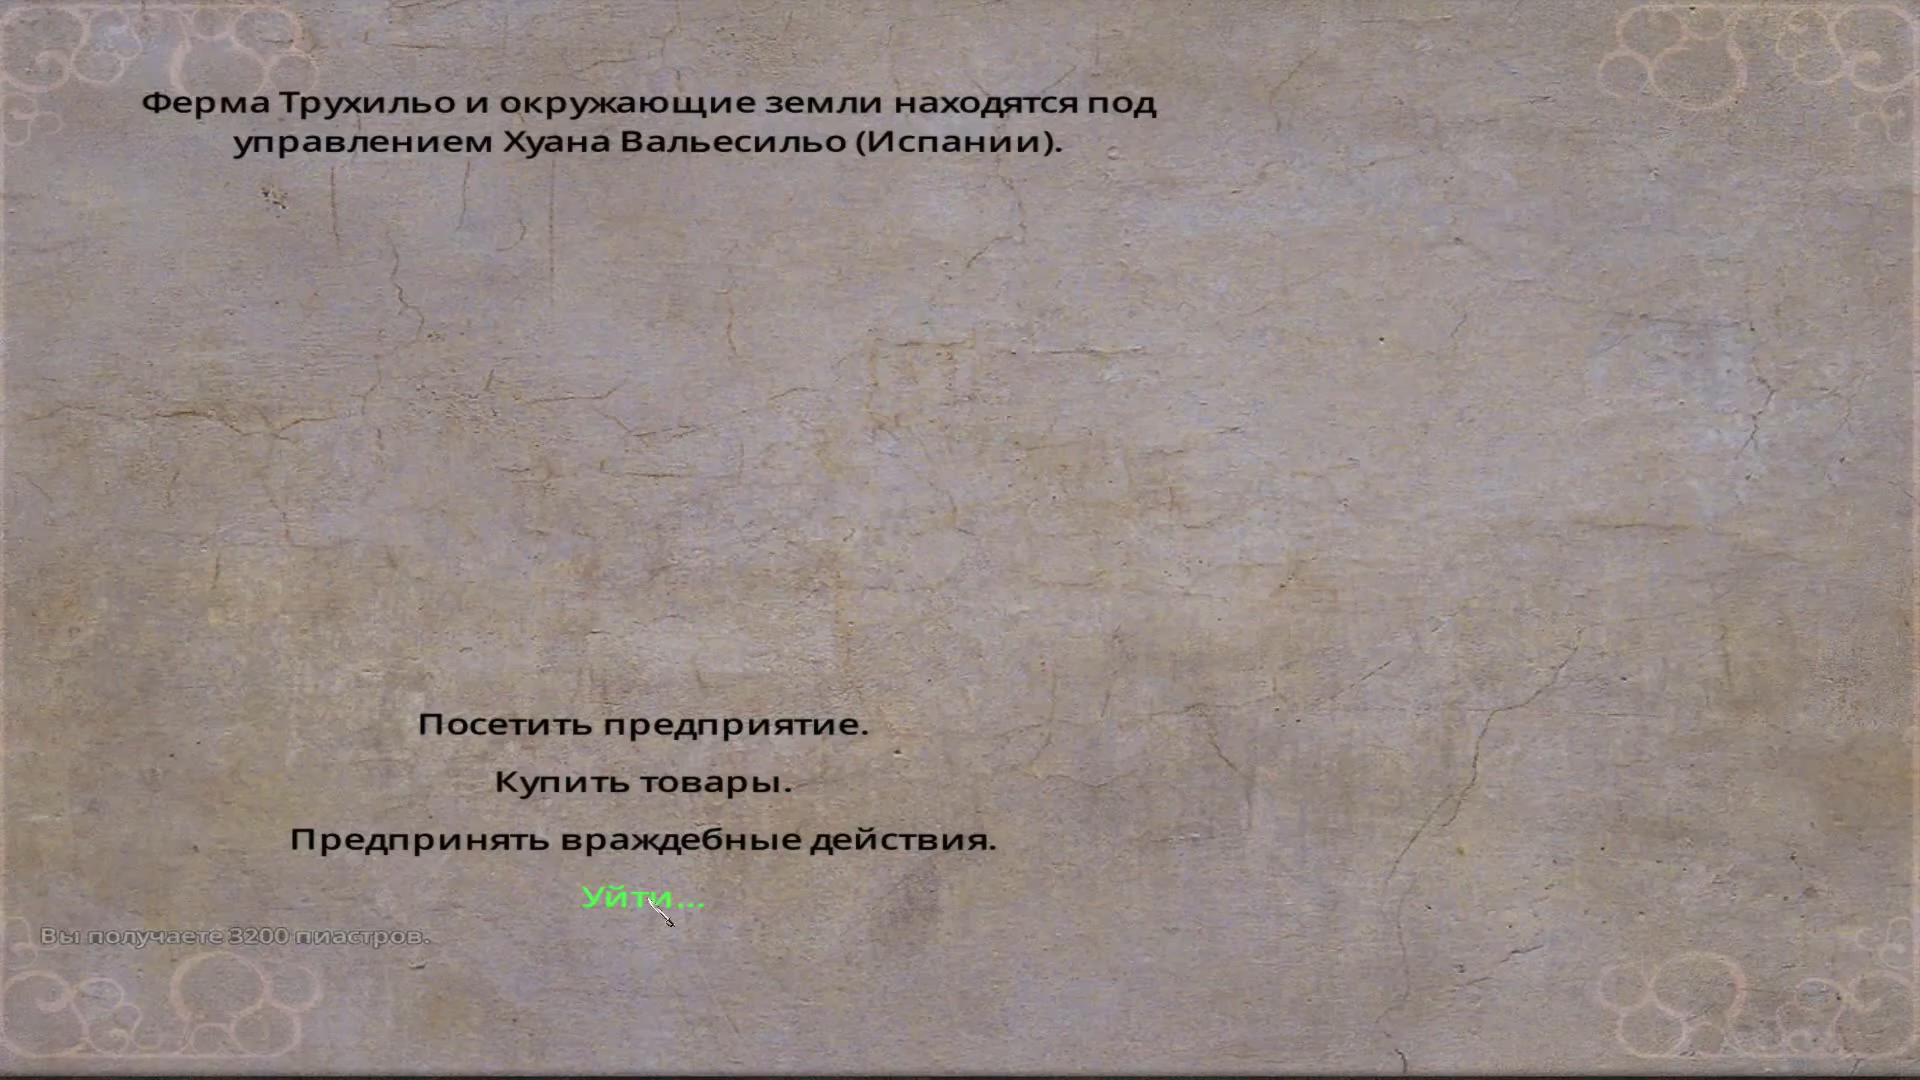 Ферма Трухильо и окружающие земли находятся под
управлением Хуана Вальесильо (Испании).
Посетить предприятие.
Купить товары.
Предпринять враждебные действия.
Уйти...
Вы получаете 3200 пиастров.